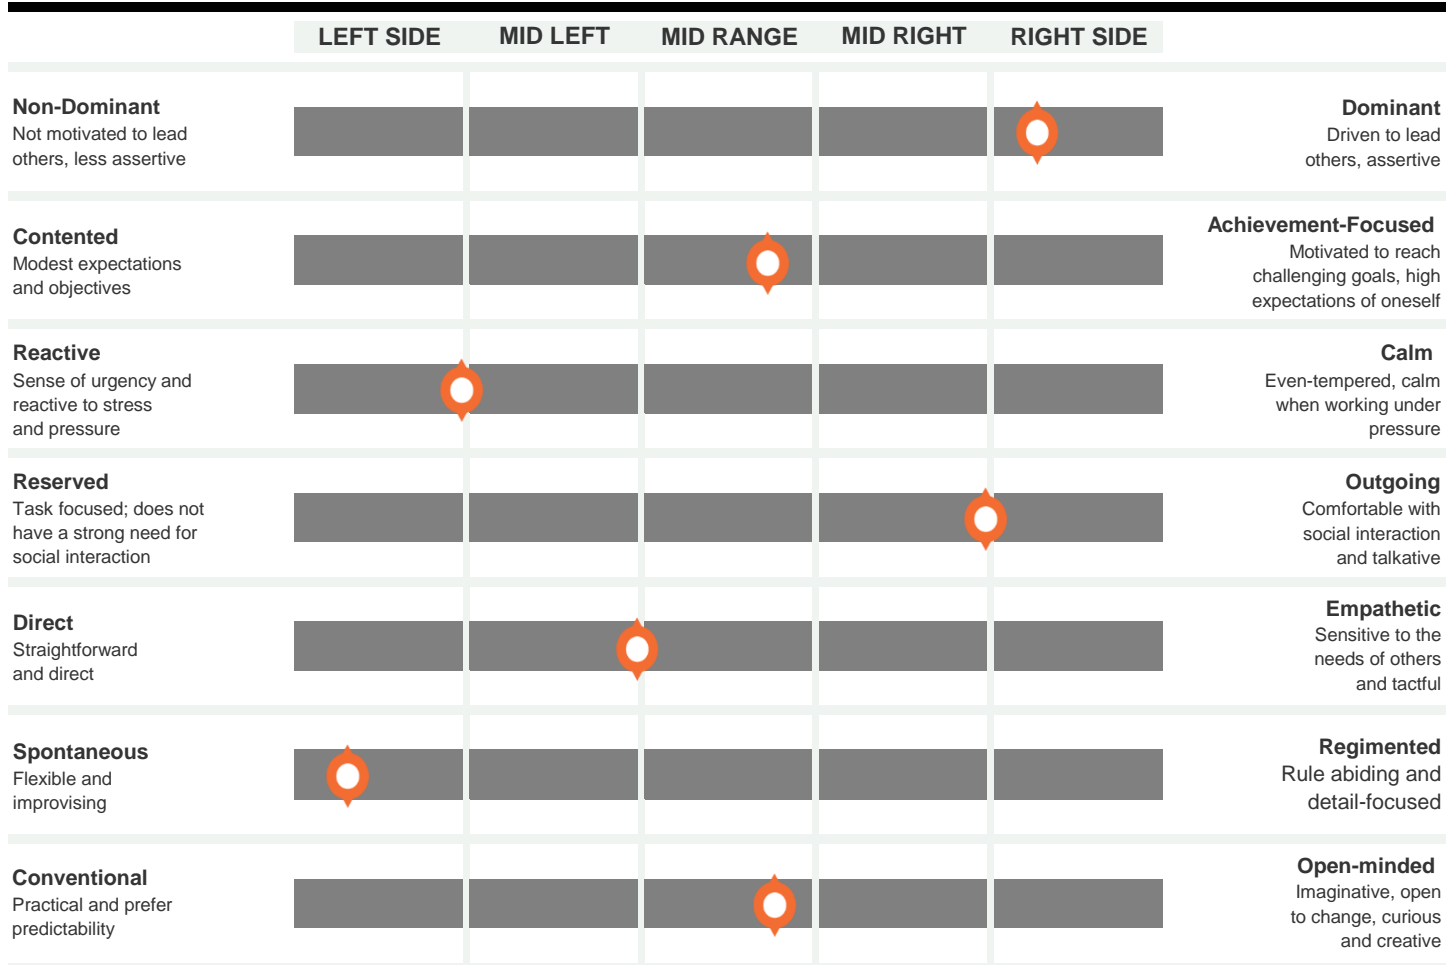 LEFT SIDE MID LEFT MID RANGE MID RIGHT RIGHT SIDE
Non-Dominant
Not motivated to lead
others, less assertive
Dominant
Driven to lead
others, assertive
Contented
Modest expectations
and objectives
Achievement-Focused
Motivated to reach
challenging goals, high
expectations of oneself
Reactive
Sense of urgency and
reactive to stress
and pressure
Calm
Even-tempered, calm
when working under
pressure
Reserved
Task focused; does not
have a strong need for
social interaction
Outgoing
Comfortable with
social interaction
and talkative
Direct
Straightforward
and direct
Empathetic
Sensitive to the
needs of others
and tactful
Spontaneous
Flexible and
improvising
Regimented
Rule abiding and
detail-focused
Conventional
Practical and prefer
predictability
Open-minded
Imaginative, open
to change, curious
and creative